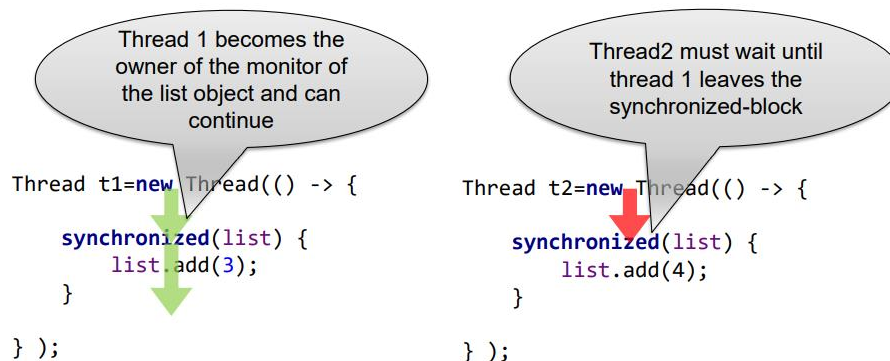 Thread 1 becomes the
owner of the monitor of
the list object and can
continue
Thread2 must wait until
thread 1 leaves the
synchronized-block
Thread t1=new Thread(() -> {
synchronized(list) {
list.add(3);
}
} );
Thread t2=new Thread(() -> {
synchronized(list) {
list.add(4);
}
} );